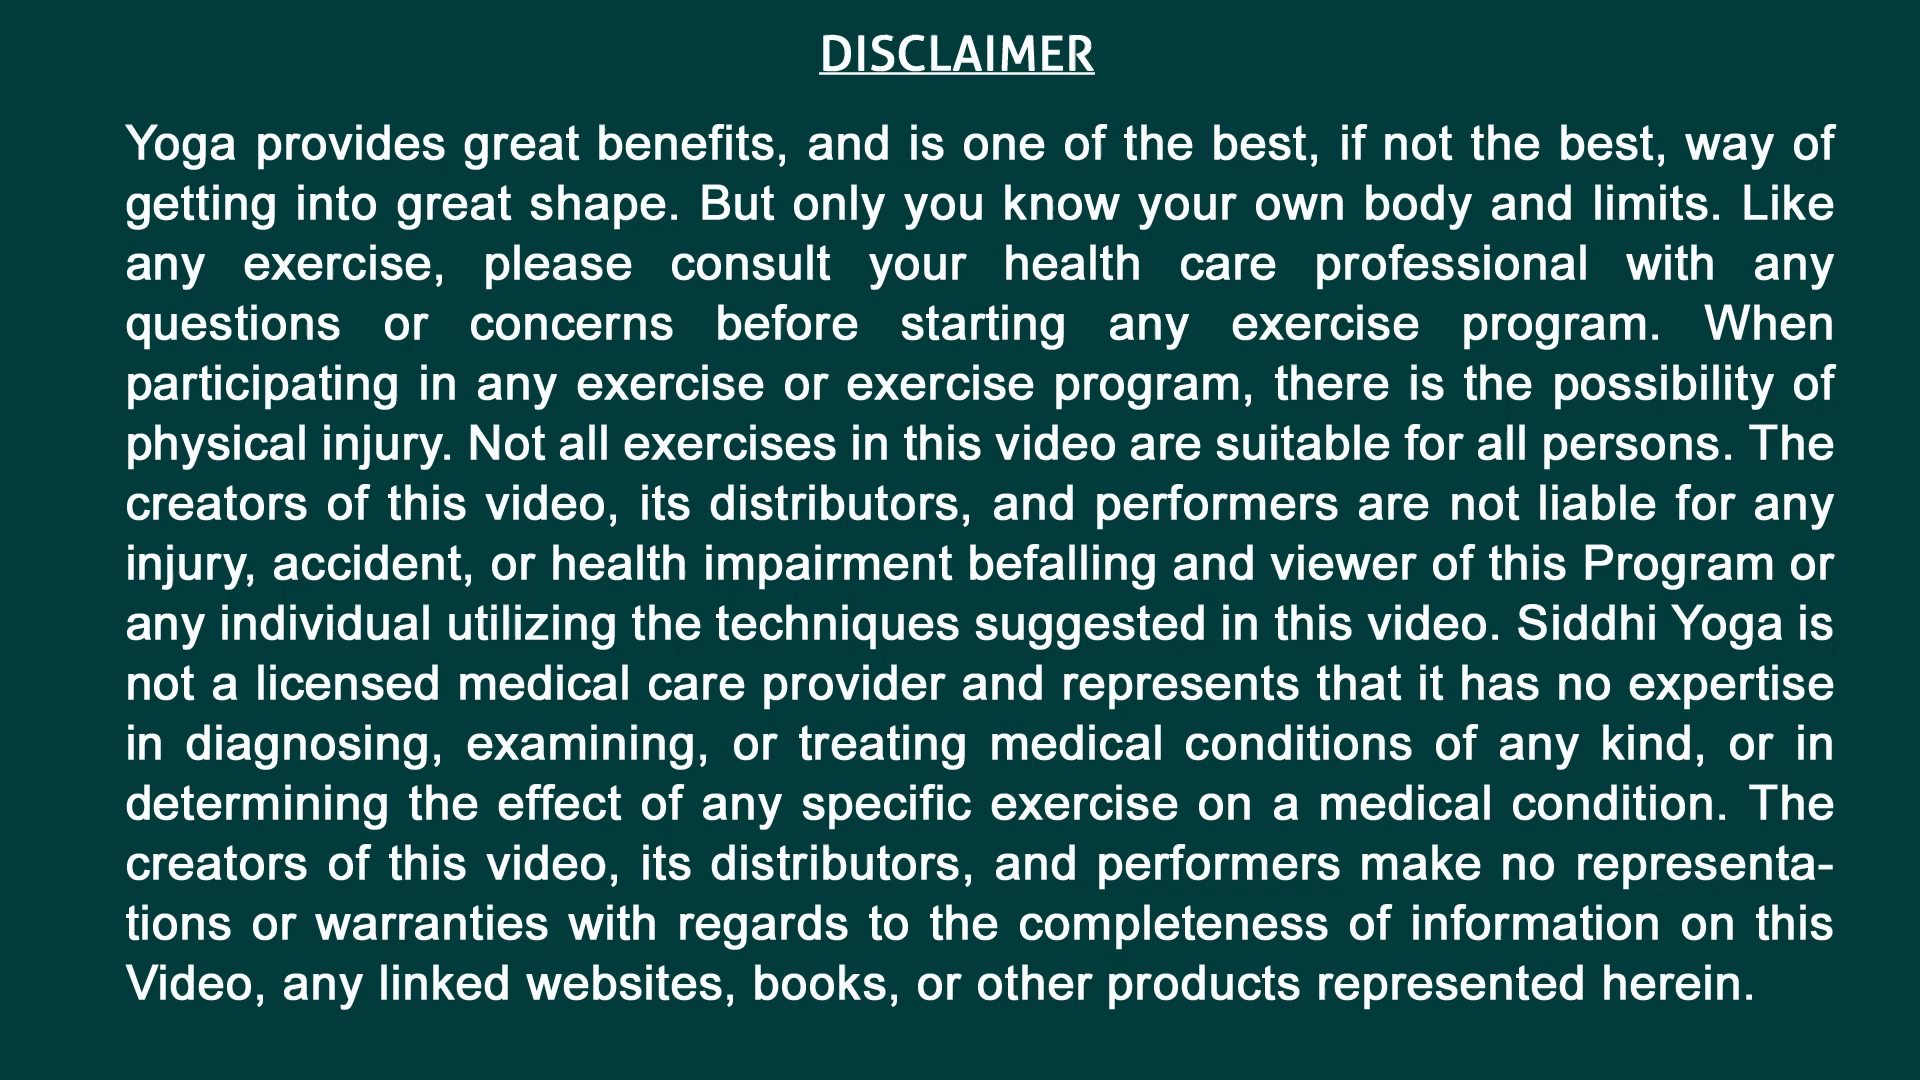 DISCLAIMER
Yoga provides great benefits, and is one of the best, if not the best, way of
getting into great shape. But only you know your own body and limits. Like
any exercise, please consult your health care professional with any
questions or concerns before starting any exercise program. When
participating in any exercise or exercise program, there is the possibility of
physical injury. Not all exercises in this video are suitable for all persons. The
creators of this video, its distributors, and performers are not liable for any
injury, accident, or health impairment befalling and viewer of this Program or
any individual utilizing the techniques suggested in this video. Siddhi Yoga is
not a licensed medical care provider and represents that it has no expertise
in diagnosing, examining, or treating medical conditions of any kind, or in
determining the effect of any specific exercise on a medical condition. The
creators of this video, its distributors, and performers make no representa-
tions or warranties with regards to the completeness of information on this
Video, any linked websites, books, or other products represented herein.